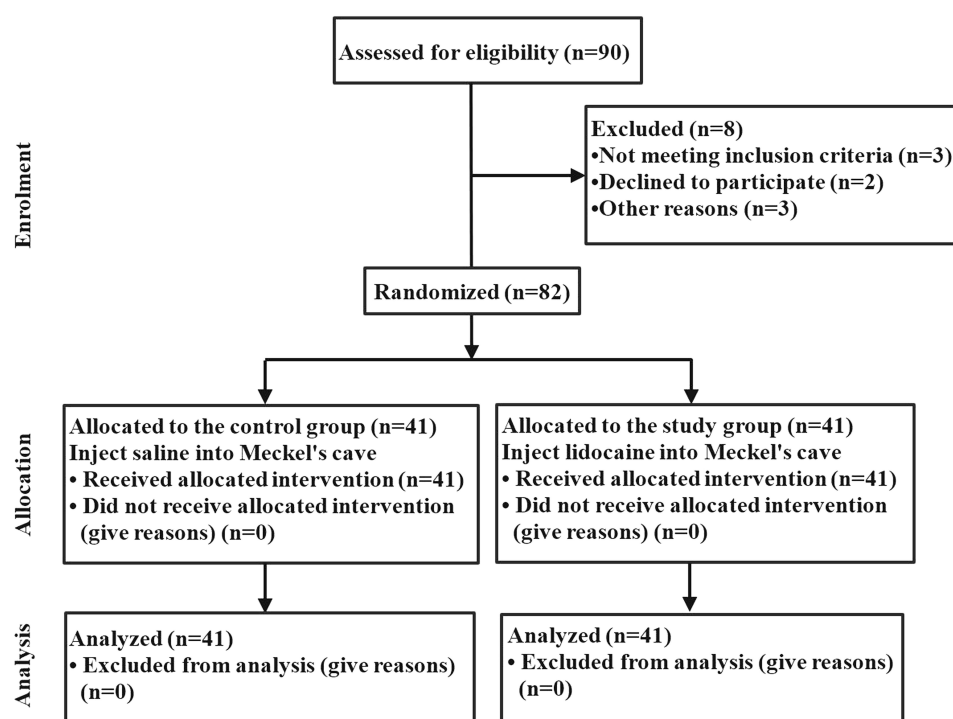 Assessed for eligibility (n=90)
Enrolment
Excluded (n=8)
•Not meeting inclusion criteria (n=3)
•Declined to participate (n=2)
•Other reasons (n=3)
Randomized (n=82)
Allocation
Allocated to the control group (n=41)
Inject saline into Meckel's cave
• Received allocated intervention (n=41)
• Did not receive allocated intervention
(give reasons) (n=0)
Allocated to the study group (n=41)
Inject lidocaine into Meckel's cave
• Received allocated intervention (n=41)
• Did not receive allocated intervention
(give reasons) (n=0)
Analysis
Analyzed (n=41)
• Excluded from analysis (give reasons)
(n=0)
Analyzed (n=41)
• Excluded from analysis (give reasons)
(n=0)